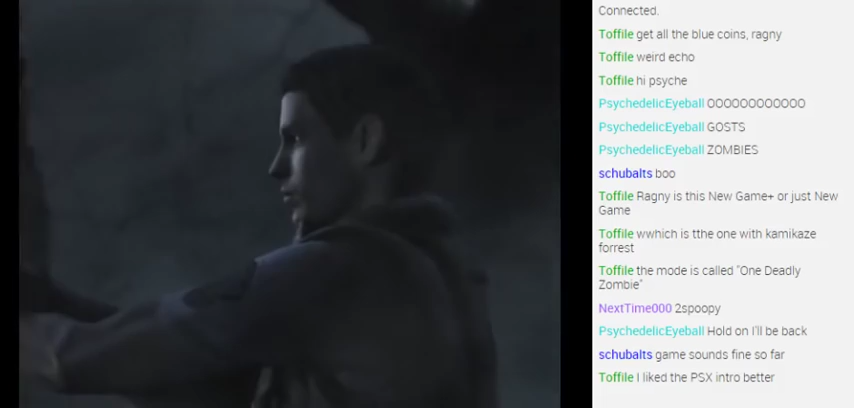 Connected.
Toffile get all the blue coins, ragny
Toffile weird echo
Toffile hi psyche
PsychedelicEyeball OOOOOOOOOOOO
PsychedelicEyeball GOSTS
PsychedelicEyeball ZOMBIES
schubalts boo
Toffile Ragny is this New Game+ or just New
Game
Toffile wwhich is tthe one with kamikaze
forrest
Toffile the mode is called "One Deadly
Zombie"
NextTime000 2spoopy
PsychedelicEyeball Hold on I'll be back
schubalts game sounds fine so far
Toffile I liked the PSX intro better